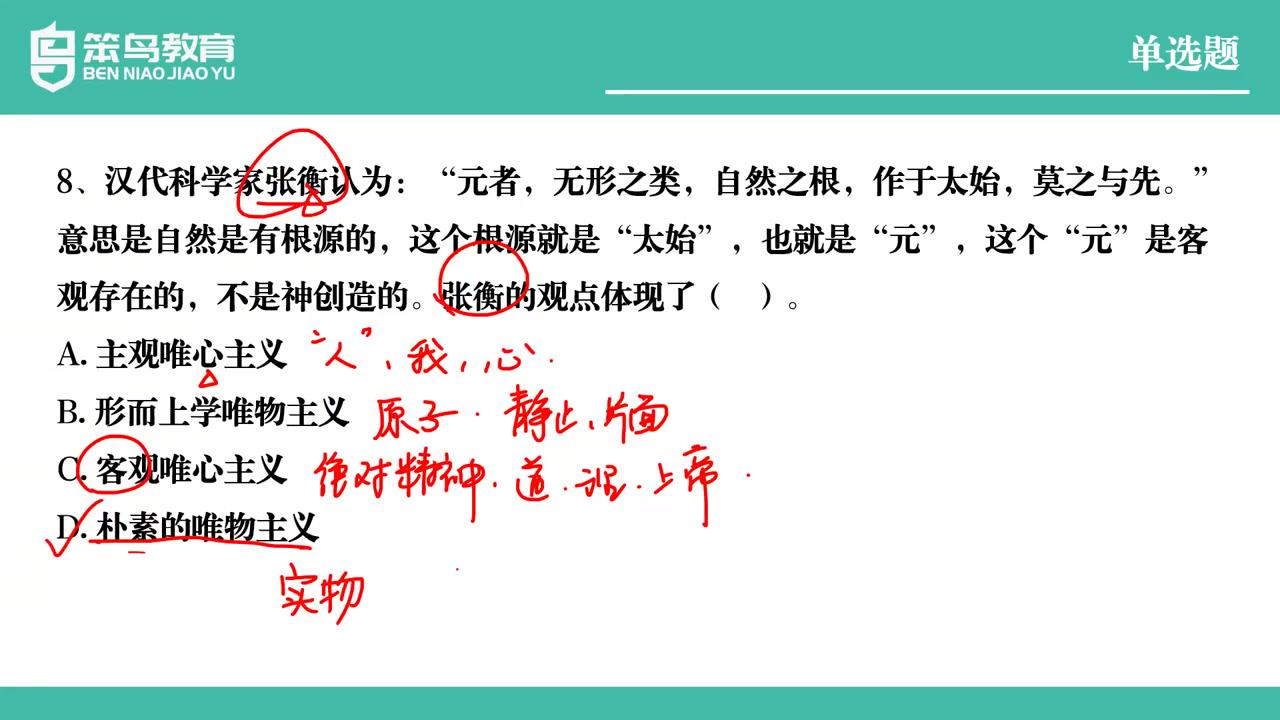 笨鸟教育
BEN NIAO JIAO YU
单选题
8、汉代科学家张衡认为：“元者，无形之类，自然之根，作于太始，莫之与先。”
意思是自然是有根源的，这个根源就是“太始”，也就是“元”，这个“元”是客
观存在的，不是神创造的。张衡的观点体现了（　）。
A. 主观唯心主义 “人”、我，心
B. 形而上学唯物主义 原子. 静止、片面
C. 客观唯心主义 绝对精神. 道. 理. 上帝.
D. 朴素的唯物主义
实物